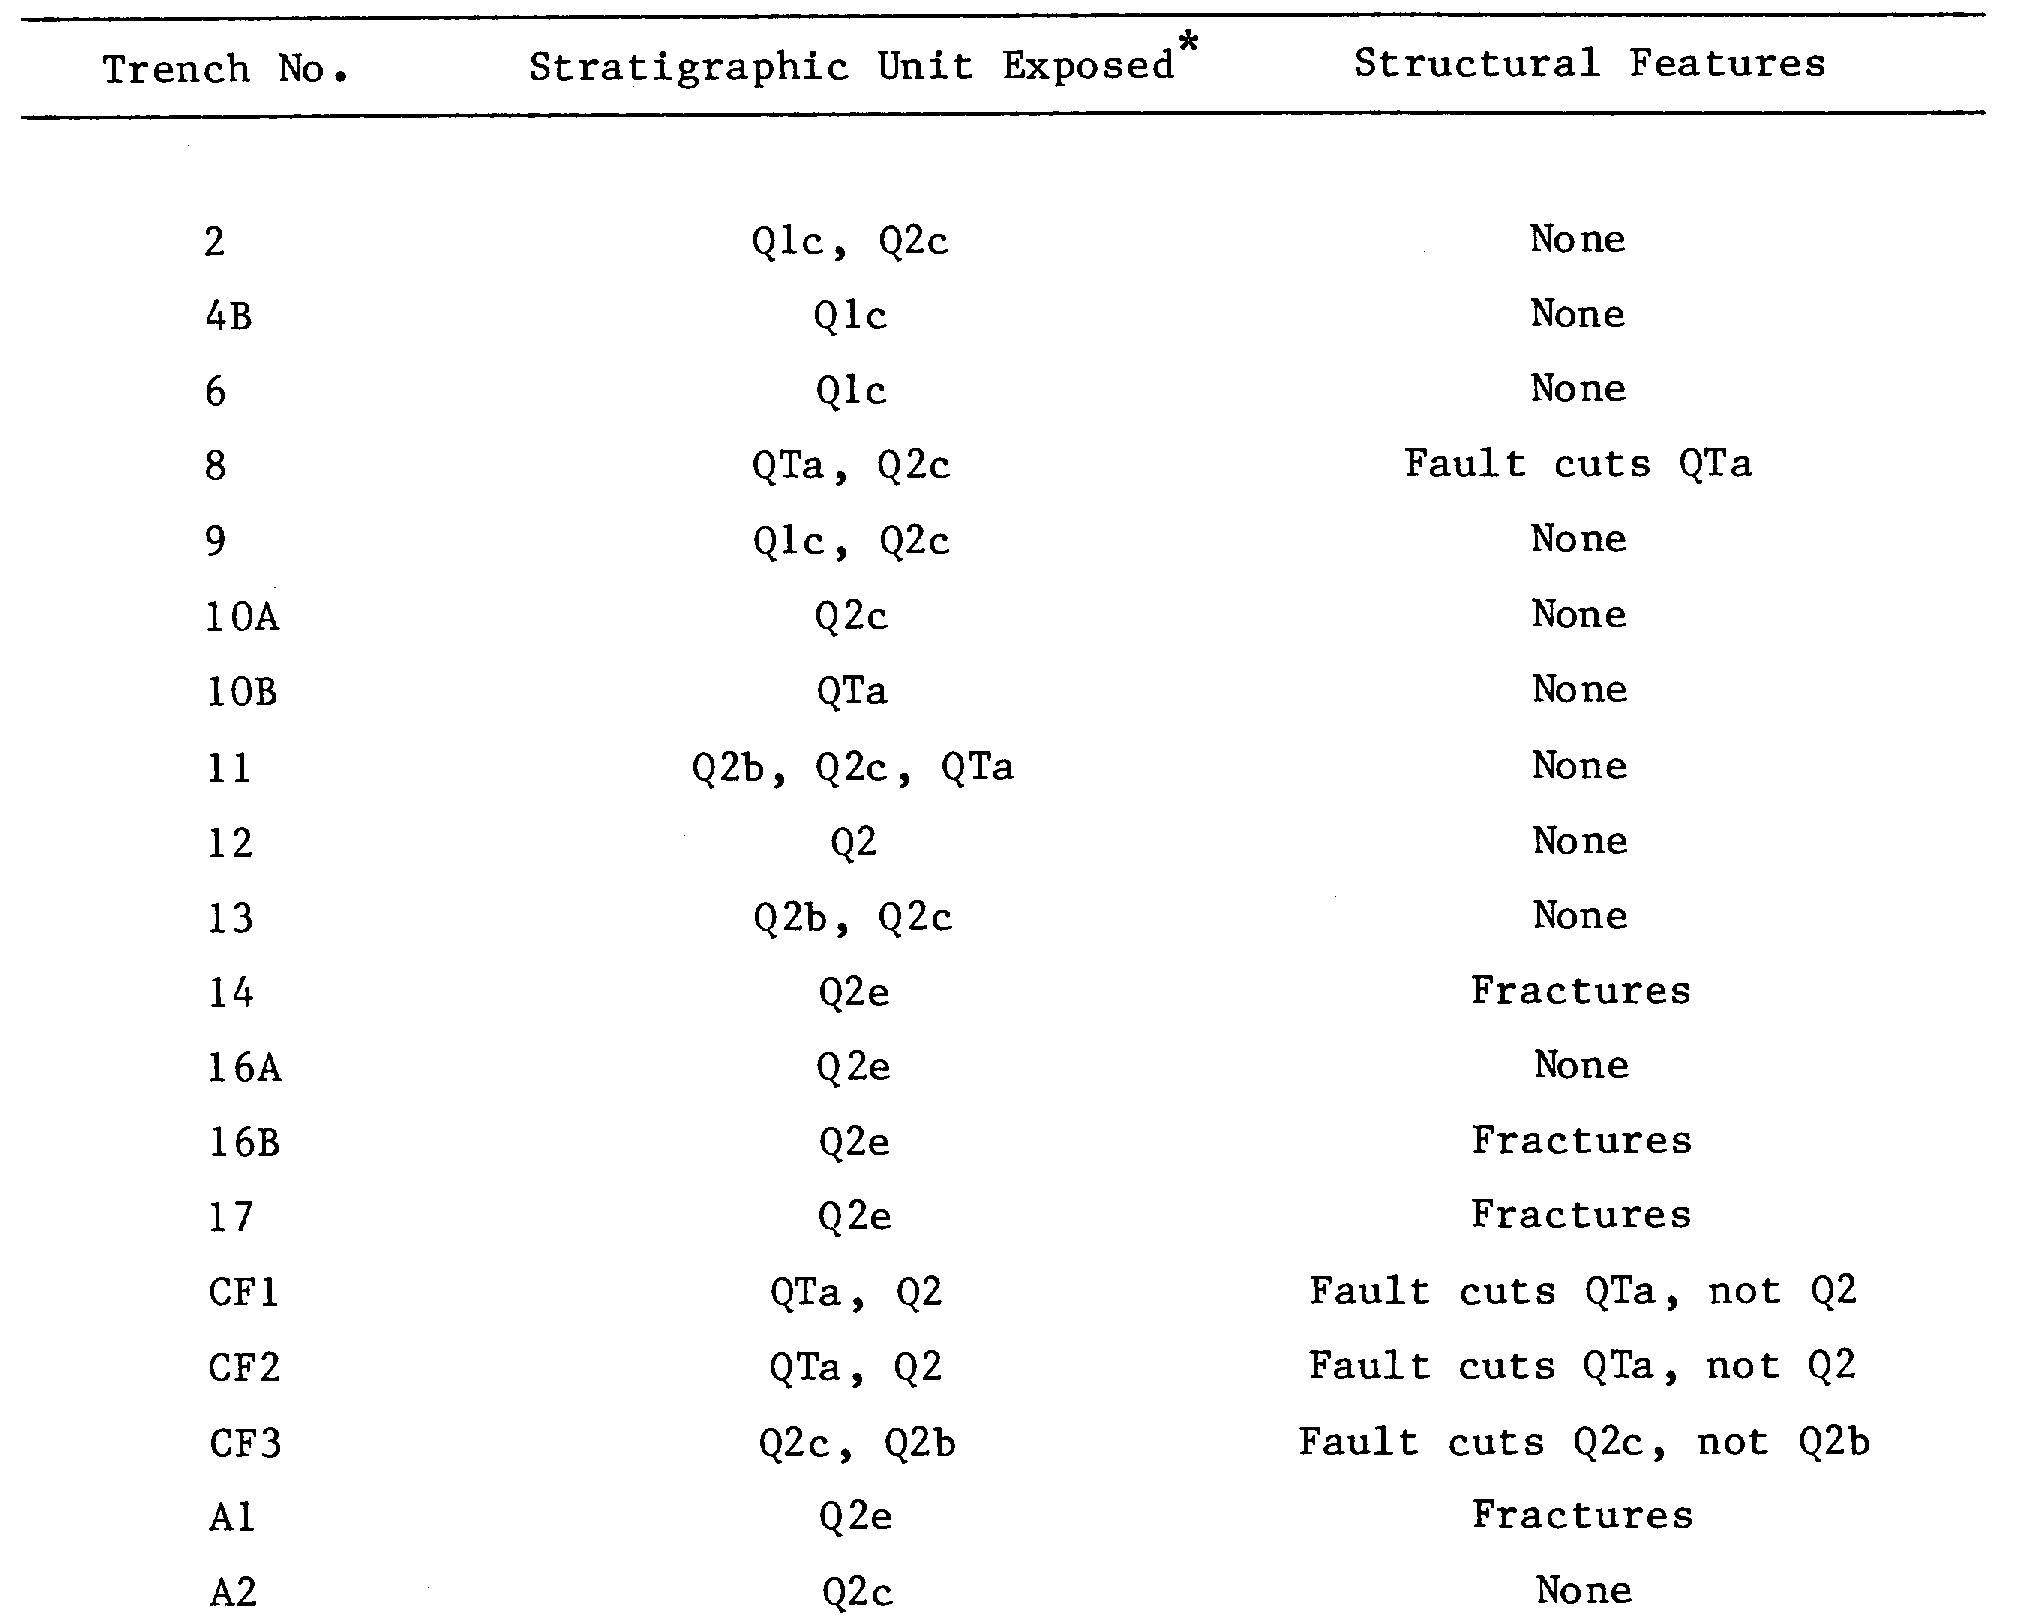 Trench No. Stratigraphic Unit Exposed* Structural Features
2 Q1c, Q2c None
4B Q1c None
6 Q1c None
8 QTa, Q2c Fault cuts QTa
9 Q1c, Q2c None
10A Q2c None
10B QTa None
11 Q2b, Q2c, QTa None
12 Q2 None
13 Q2b, Q2c None
14 Q2e Fractures
16A Q2e None
16B Q2e Fractures
17 Q2e Fractures
CF1 QTa, Q2 Fault cuts QTa, not Q2
CF2 QTa, Q2 Fault cuts QTa, not Q2
CF3 Q2c, Q2b Fault cuts Q2c, not Q2b
A1 Q2e Fractures
A2 Q2c None